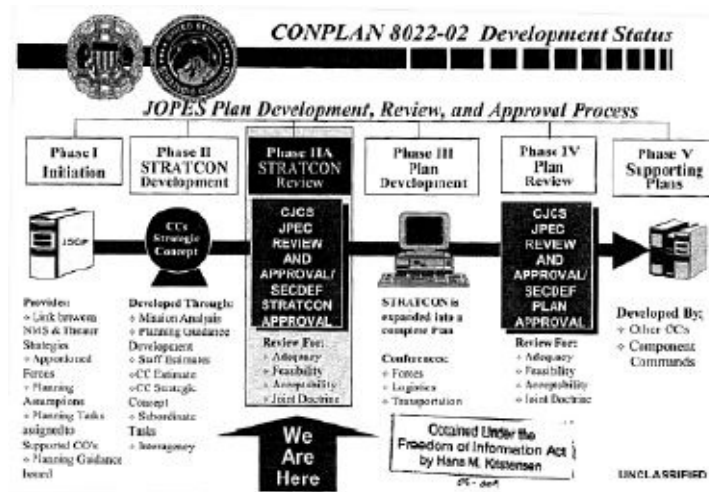 CONPLAN 8022-02 Development Status
JOPES Plan Development, Review, and Approval Process
Phase I
Initiation
Phase II
STRATCON
Development
Phase IIA
STRATCON
Review
Phase III
Plan
Development
Phase IV
Plan
Review
Phase V
Supporting
Plans
JSCP
CCs
Strategic
Concept
CJCS
JPEC
REVIEW
AND
APPROVAL/
SECDEF
STRATCON
APPROVAL
CJCS
JPEC
REVIEW
AND
APPROVAL/
SECDEF
PLAN
APPROVAL
Provides:
Link between
NMS & Theater
Strategies
Apportioned
Forces
Planning
Assumptions
Planning Tasks
assigned to
Supported CC's
Planning Guidance
Developed Through:
Mission Analysis
Planning Guidance
Development
Staff Estimates
CC Estimate
CC Strategic
Concept
Subordinate
Tasks
Interagency
Review For:
Adequacy
Feasibility
Acceptability
Joint Doctrine
STRATCON is
expanded into a
complete Plan
Conferences:
Forces
Logistics
Transportation
Review For:
Adequacy
Feasibility
Acceptability
Joint Doctrine
Developed By:
Other CCs
Component
Commands
We
Are
Here
Obtained Under the
Freedom of Information Act
by Hans M. Kristensen
UNCLASSIFIED